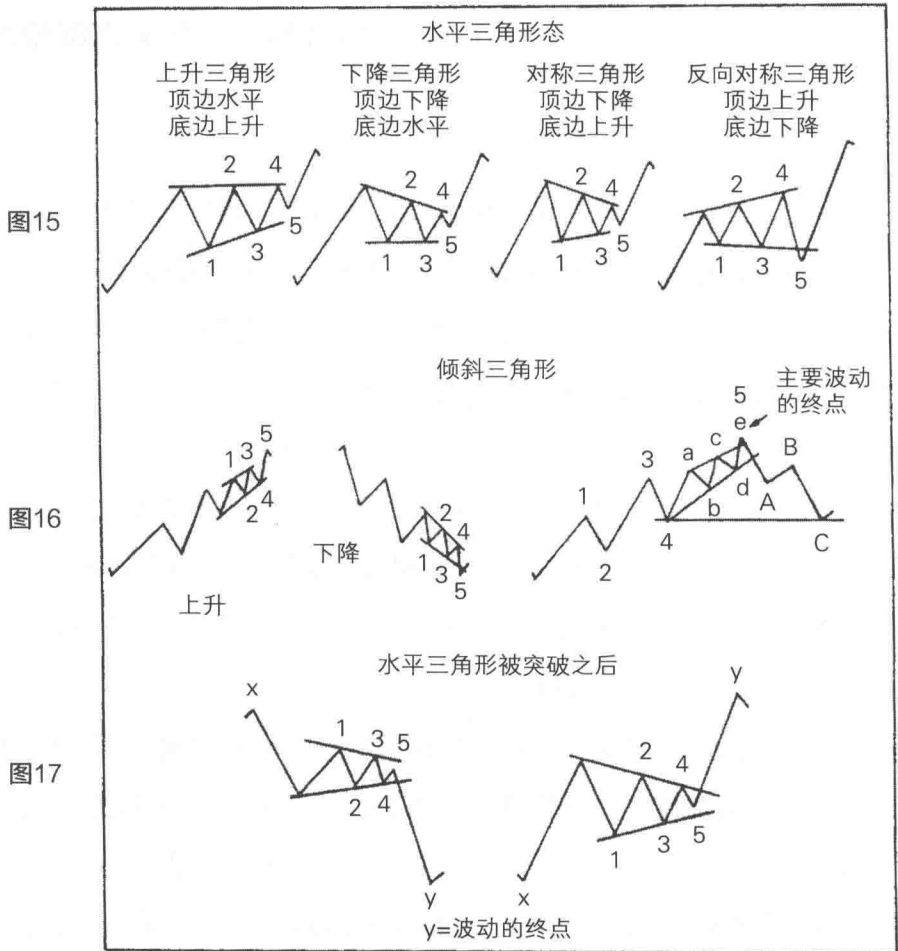 水平三角形态
上升三角形 下降三角形 对称三角形 反向对称三角形
顶边水平 顶边下降 顶边下降 顶边上升
底边上升 底边水平 底边上升 底边下降
图15
2 4 2 4 2 4 2 4
1 3 5 1 3 5 1 3 5 1 3 5
倾斜三角形
主要波动
的终点
图16
1 3 5
2 4
上升
2 4
1 3 5
下降
1 3 a c e 5 B
2 4 b d A C
水平三角形被突破之后
图17
x 1 3 5
2 4 y
y
2 4
1 3 5
x
y=波动的终点